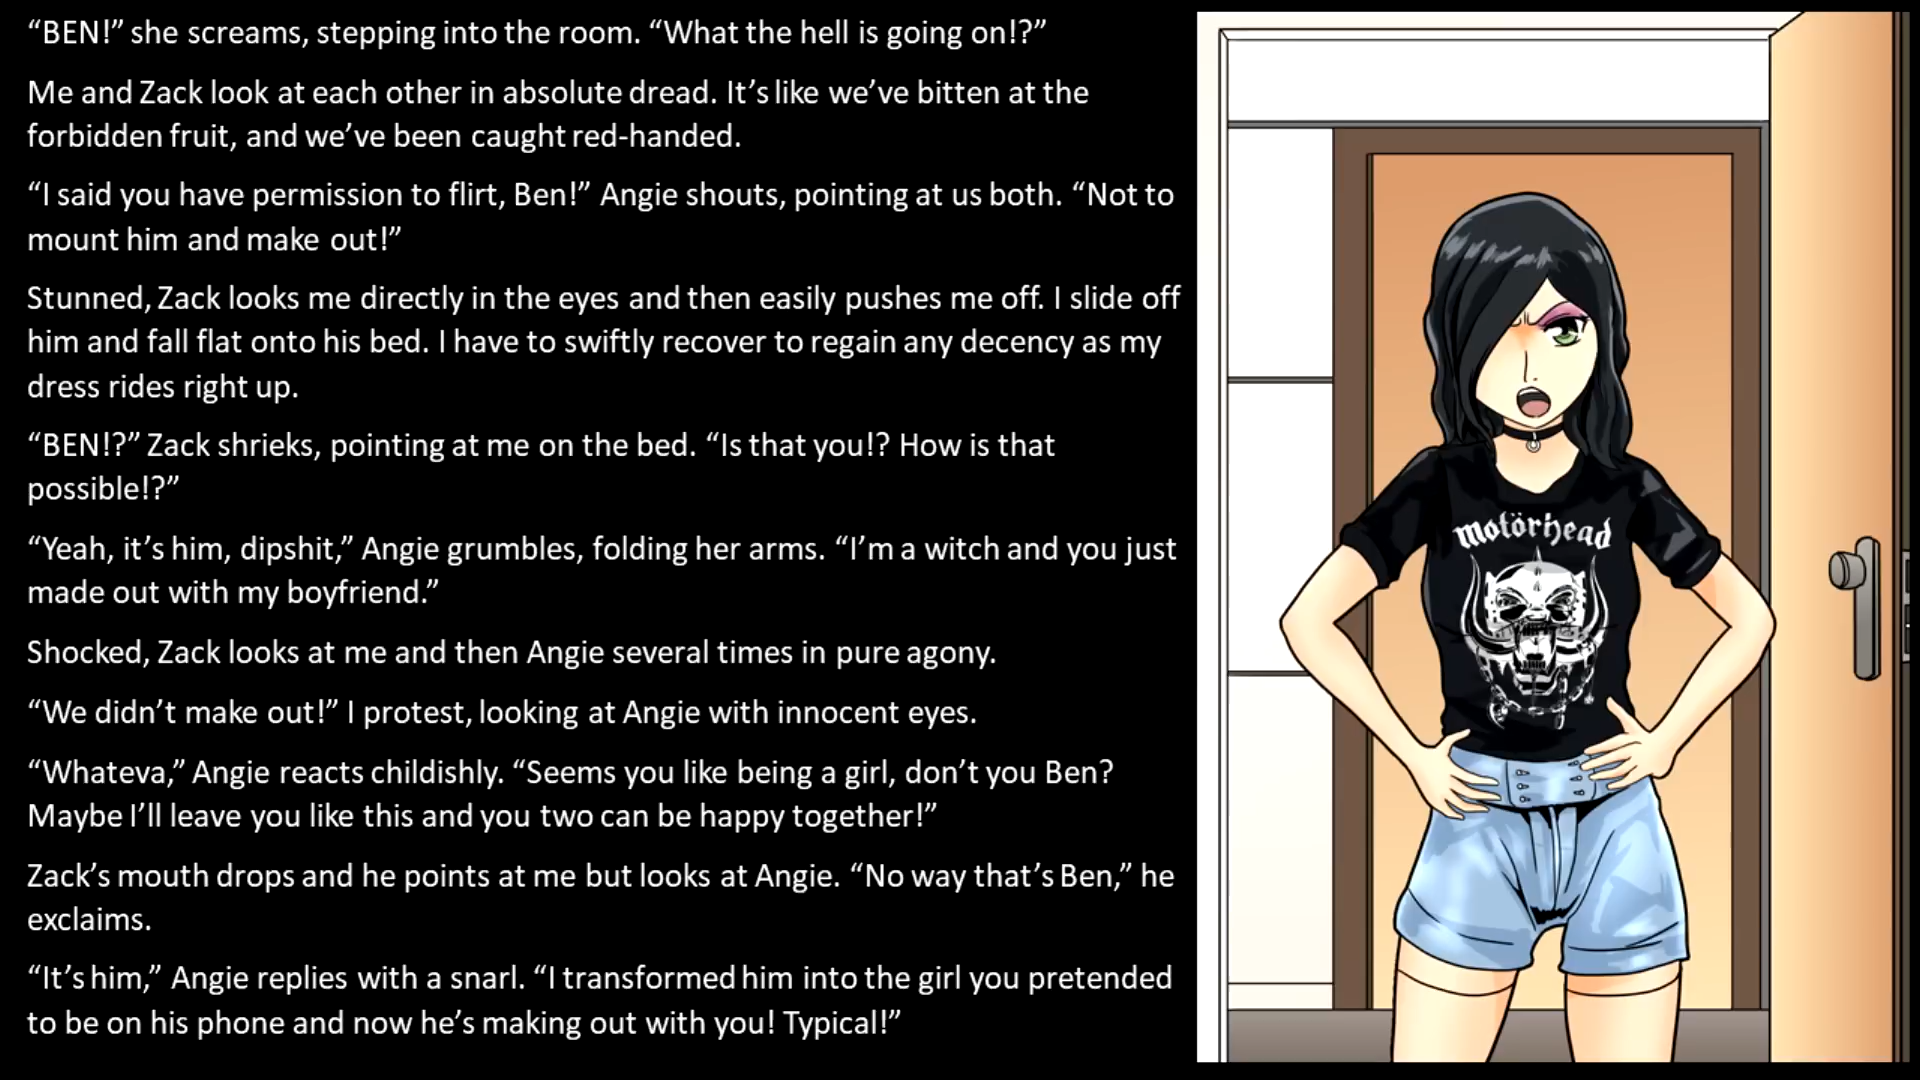 “BEN!” she screams, stepping into the room. “What the hell is going on!?”
Me and Zack look at each other in absolute dread. It’s like we’ve bitten at the
forbidden fruit, and we’ve been caught red-handed.
“I said you have permission to flirt, Ben!” Angie shouts, pointing at us both. “Not to
mount him and make out!”
Stunned, Zack looks me directly in the eyes and then easily pushes me off. I slide off
him and fall flat onto his bed. I have to swiftly recover to regain any decency as my
dress rides right up.
“BEN!?” Zack shrieks, pointing at me on the bed. “Is that you!? How is that
possible!?”
“Yeah, it’s him, dipshit,” Angie grumbles, folding her arms. “I’m a witch and you just
made out with my boyfriend.”
Shocked, Zack looks at me and then Angie several times in pure agony.
“We didn’t make out!” I protest, looking at Angie with innocent eyes.
“Whateva,” Angie reacts childishly. “Seems you like being a girl, don’t you Ben?
Maybe I’ll leave you like this and you two can be happy together!”
Zack’s mouth drops and he points at me but looks at Angie. “No way that’s Ben,” he
exclaims.
“It’s him,” Angie replies with a snarl. “I transformed him into the girl you pretended
to be on his phone and now he’s making out with you! Typical!”
motörhead